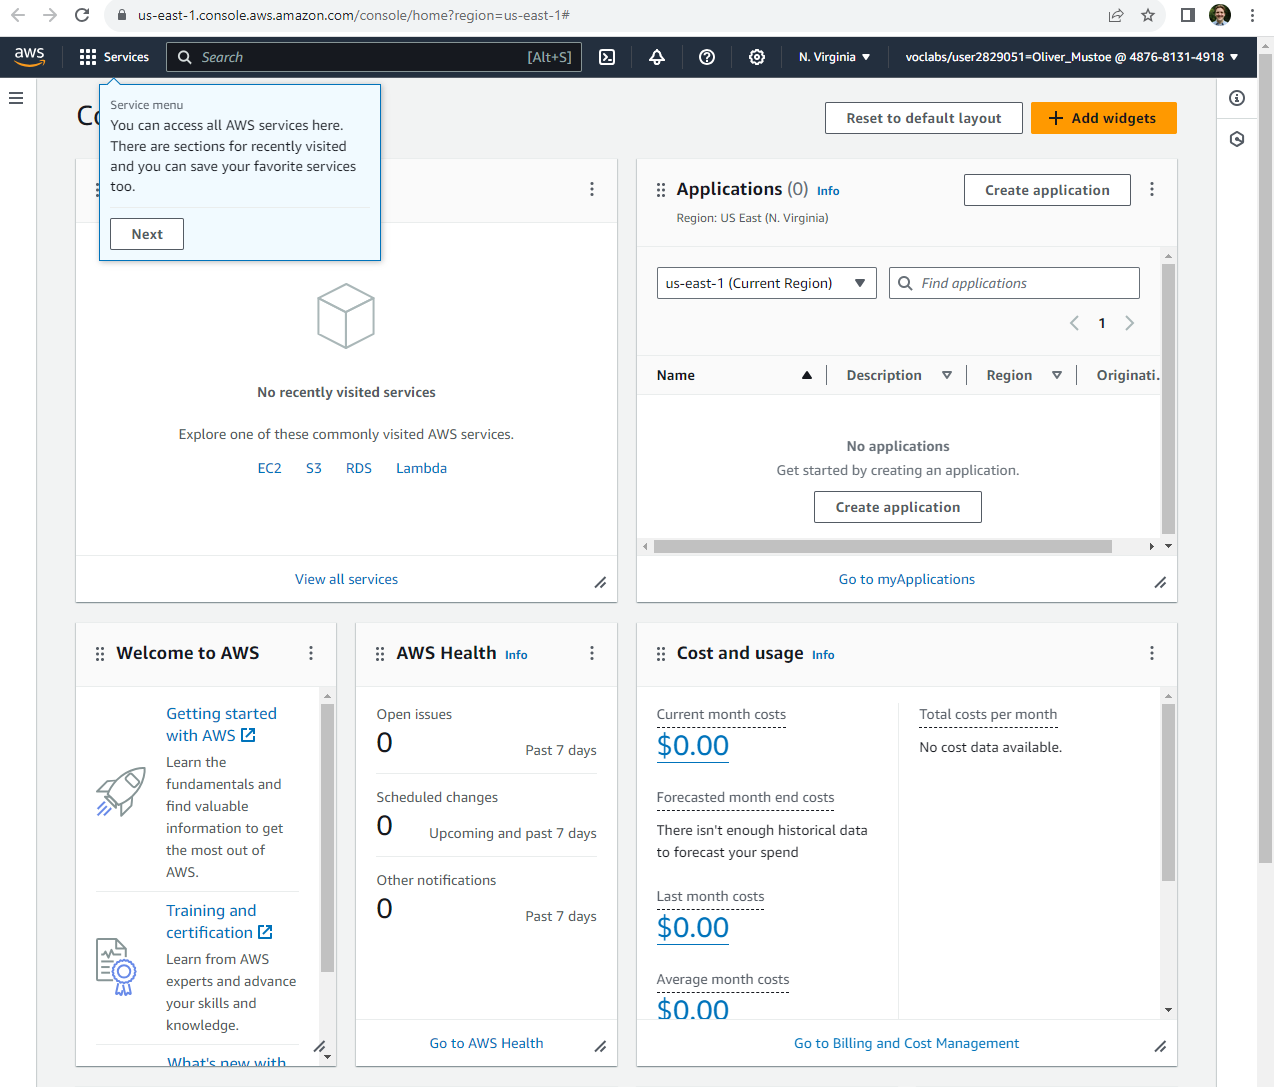 us-east-1.console.aws.amazon.com/console/home?region=us-east-1#
aws
Services
Search
[Alt+S]
N. Virginia
voclabs/user2829051=Oliver_Mustoe @ 4876-8131-4918
Service menu
You can access all AWS services here.
There are sections for recently visited
and you can save your favorite services
too.
Next
Reset to default layout
Add widgets
No recently visited services
Explore one of these commonly visited AWS services.
EC2 S3 RDS Lambda
View all services
Applications (0) Info
Region: US East (N. Virginia)
Create application
us-east-1 (Current Region)
Find applications
1
Name
Description
Region
Originati.
No applications
Get started by creating an application.
Create application
Go to myApplications
Welcome to AWS
Getting started
with AWS
Learn the
fundamentals and
find valuable
information to get
the most out of
AWS.
Training and
certification
Learn from AWS
experts and advance
your skills and
knowledge.
What's new with
AWS Health Info
Open issues
0
Past 7 days
Scheduled changes
0
Upcoming and past 7 days
Other notifications
0
Past 7 days
Go to AWS Health
Cost and usage Info
Current month costs
$0.00
Forecasted month end costs
There isn't enough historical data
to forecast your spend
Last month costs
$0.00
Average month costs
$0.00
Total costs per month
No cost data available.
Go to Billing and Cost Management